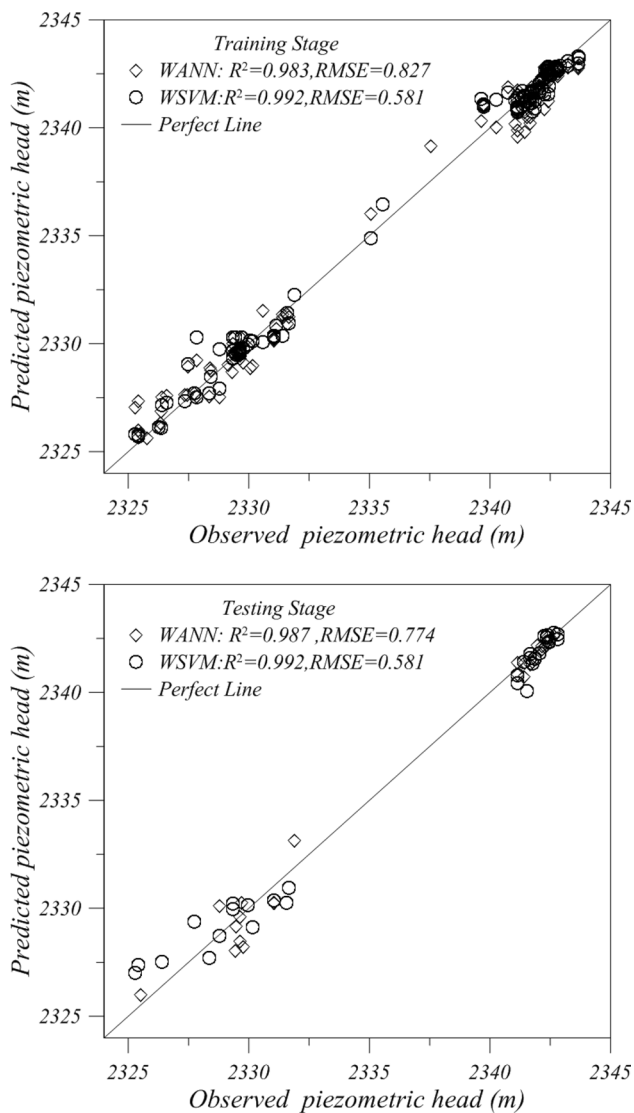 2345
Training Stage
WANN: R²=0.983,RMSE=0.827
WSVM:R²=0.992,RMSE=0.581
Perfect Line
2340
2335
2330
2325
Predicted piezometric head (m)
2325 2330 2335 2340 2345
Observed piezometric head (m)
2345
Testing Stage
WANN: R²=0.987 ,RMSE=0.774
WSVM:R²=0.992,RMSE=0.581
Perfect Line
2340
2335
2330
2325
Predicted piezometric head (m)
2325 2330 2335 2340 2345
Observed piezometric head (m)